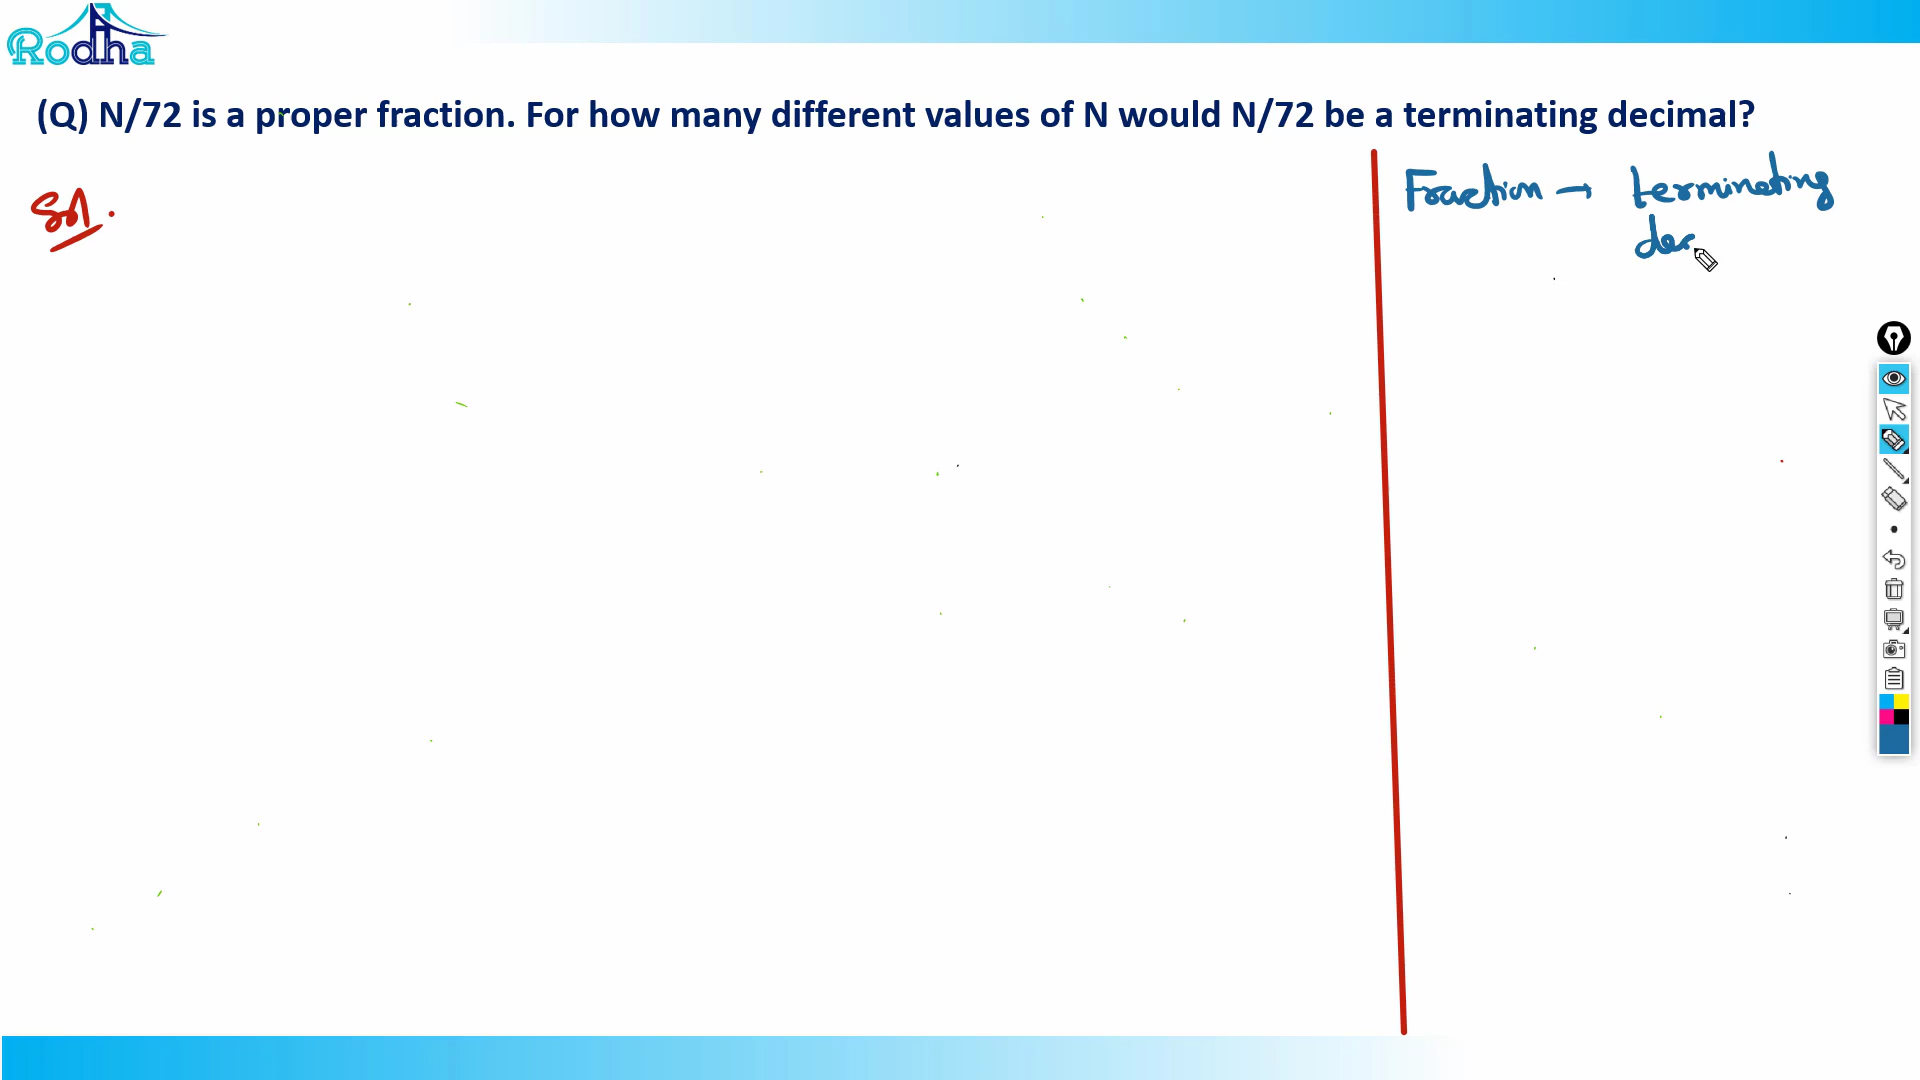 Rodha
(Q) N/72 is a proper fraction. For how many different values of N would N/72 be a terminating decimal?
Fraction → terminating
dec